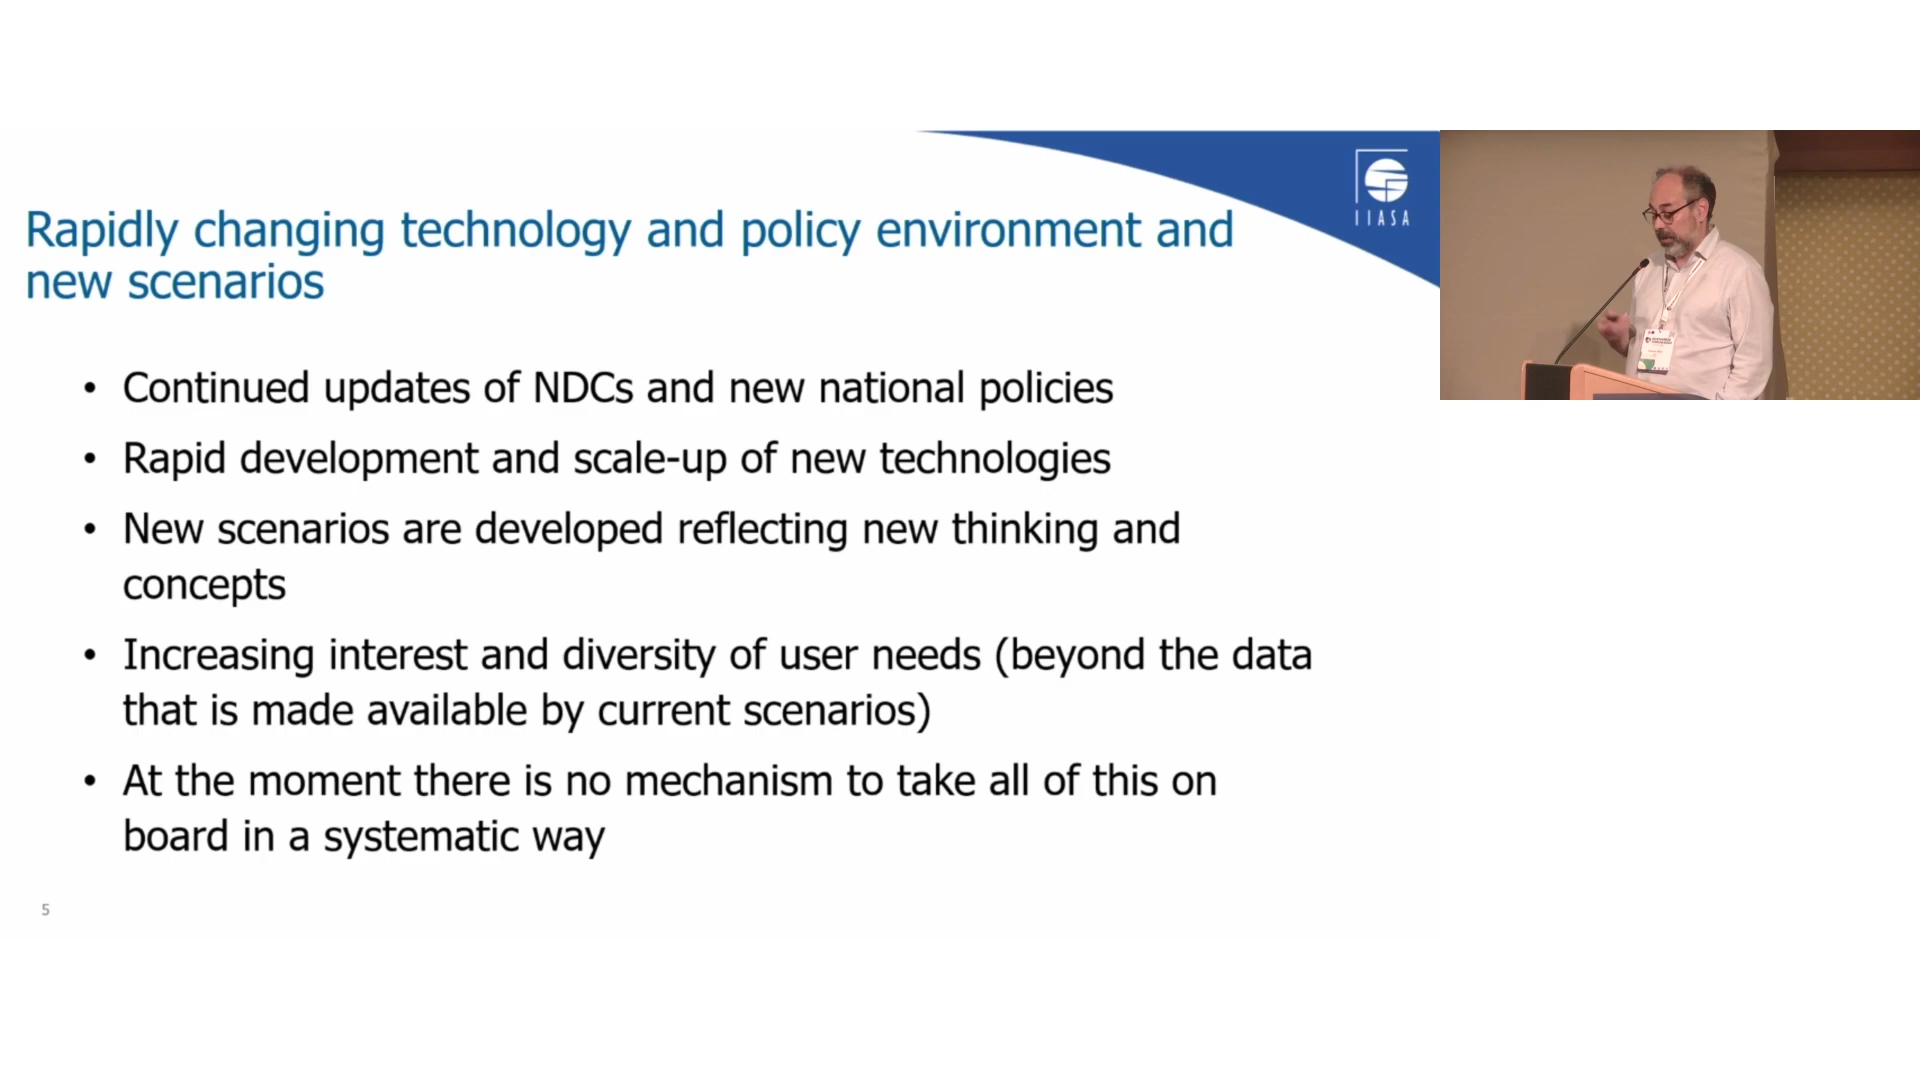 IIASA
Rapidly changing technology and policy environment and
new scenarios
• Continued updates of NDCs and new national policies
• Rapid development and scale-up of new technologies
• New scenarios are developed reflecting new thinking and
concepts
• Increasing interest and diversity of user needs (beyond the data
that is made available by current scenarios)
• At the moment there is no mechanism to take all of this on
board in a systematic way
5